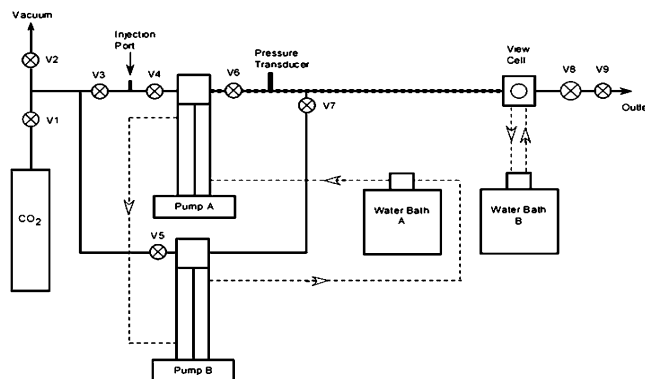 Vacuum
Injection
Port
Pressure
Transducer
View
Cell
V2
V3
V4
V6
V8
V9
V7
V1
Outlet
CO2
Pump A
Water Bath
A
Water Bath
B
V5
Pump B